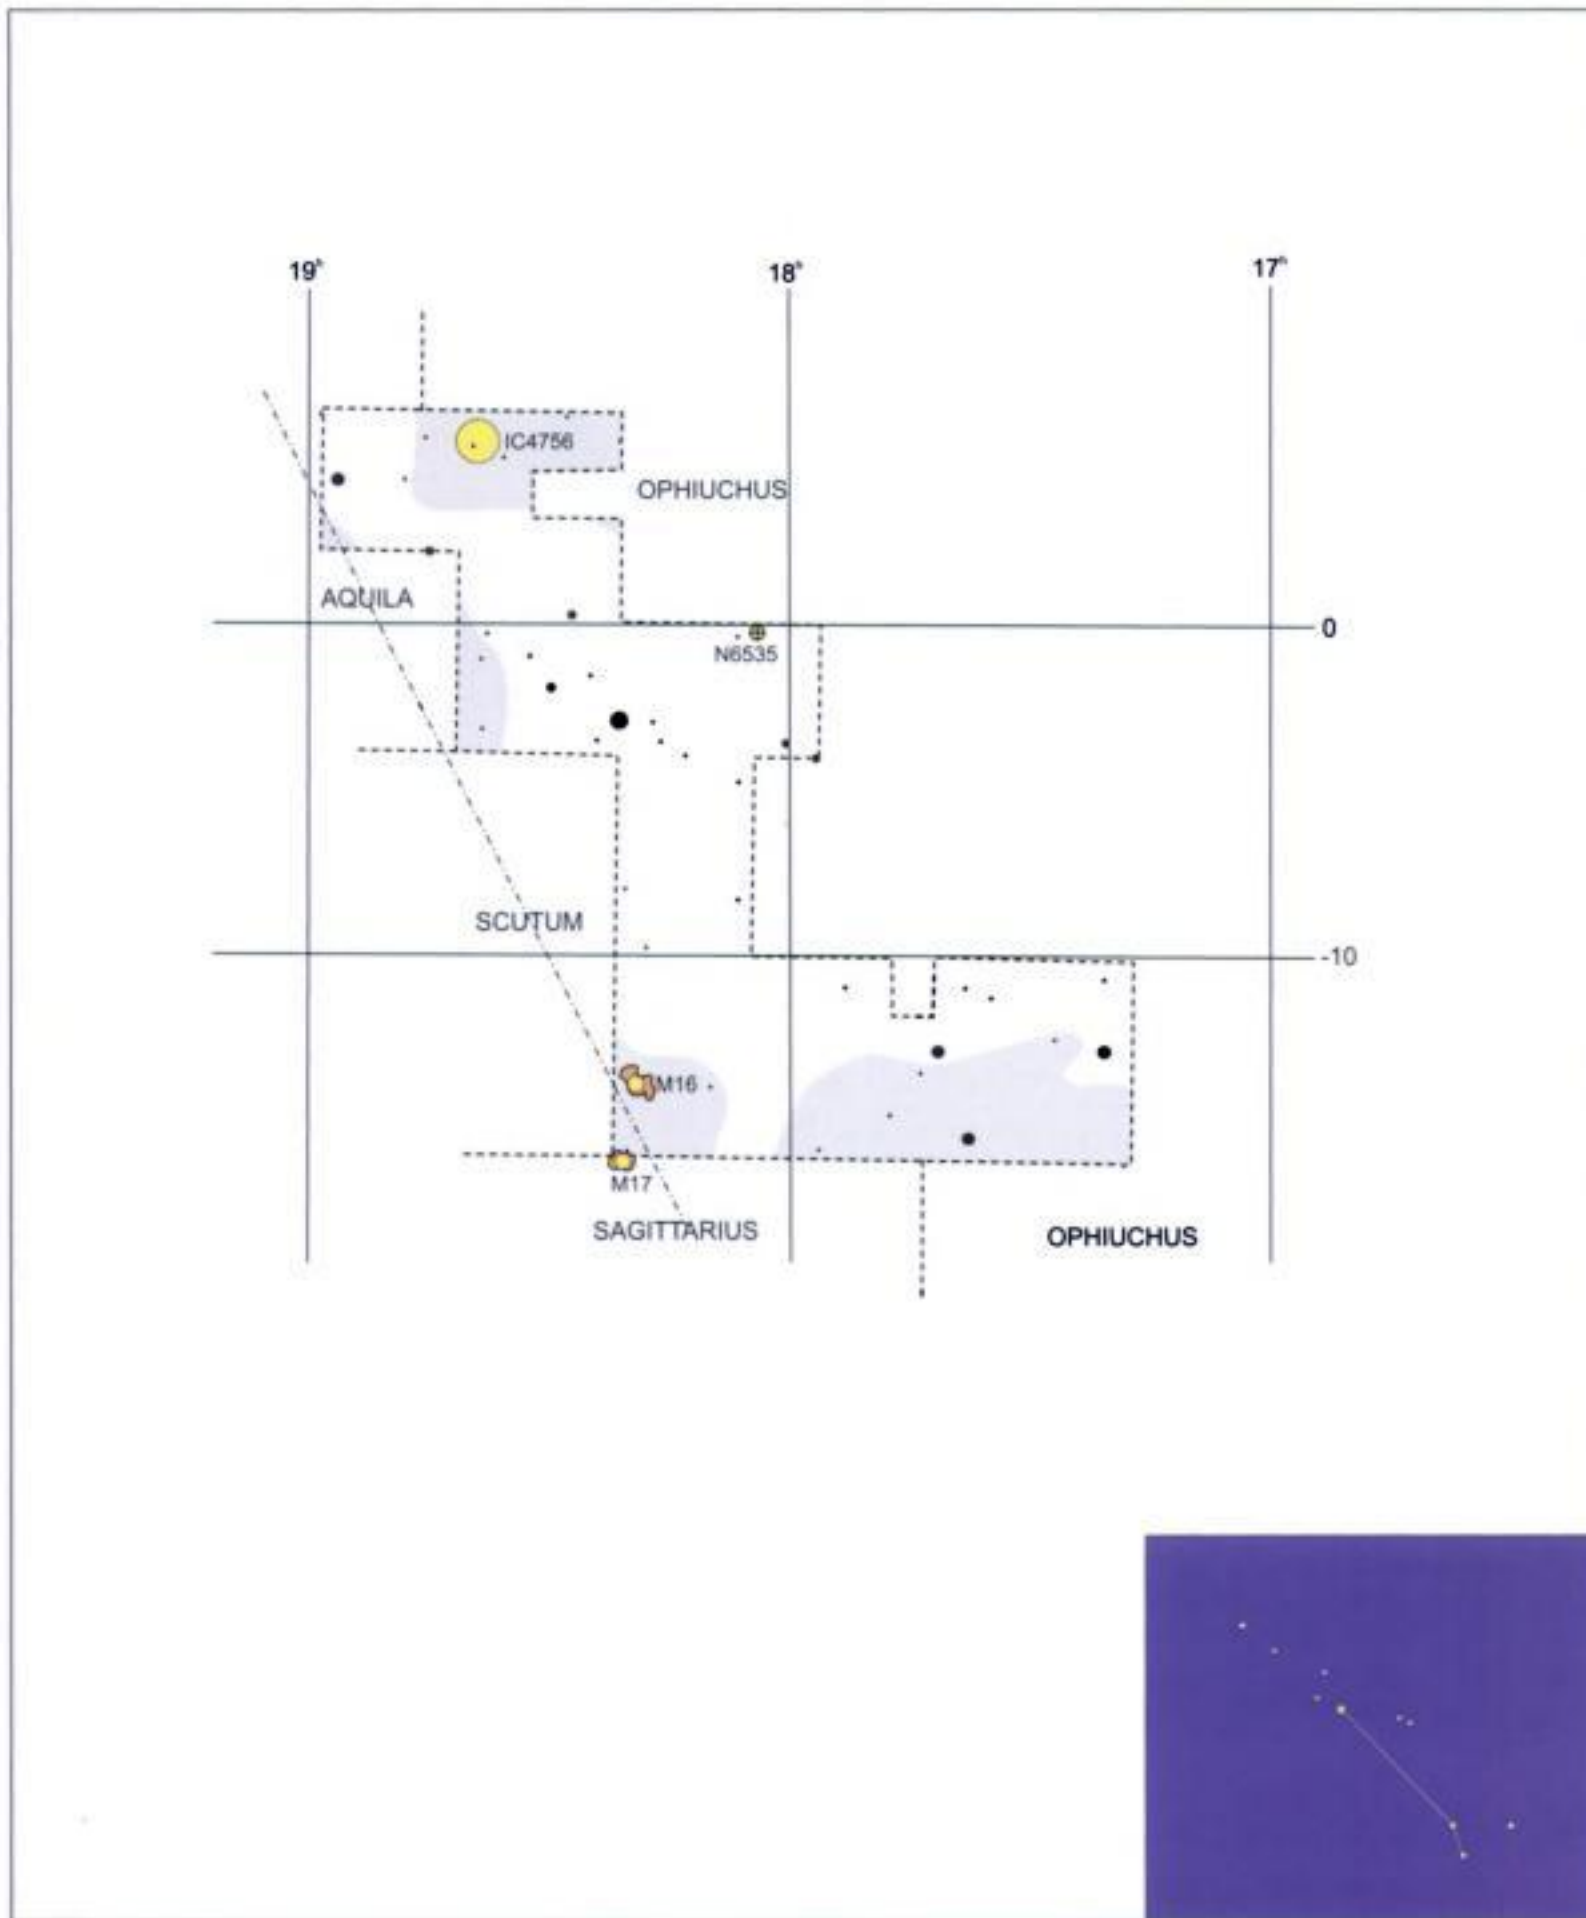 19ʰ 18ʰ 17ʰ
IC4756
OPHIUCHUS
AQUILA
0
N6535
SCUTUM
-10
M16
M17
SAGITTARIUS
OPHIUCHUS